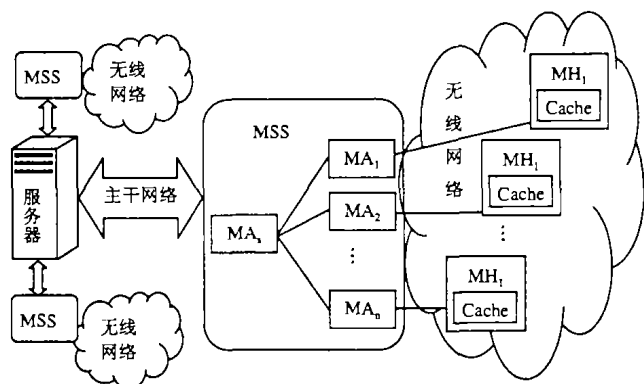 MSS
无线
网络
服
务
器
主干网络
MSS
无线
网络
MSS
MAₛ
MA₁
MA₂
⋮
MAₙ
无
线
网
络
MH₁
Cache
MH₁
Cache
⋮
MH₁
Cache